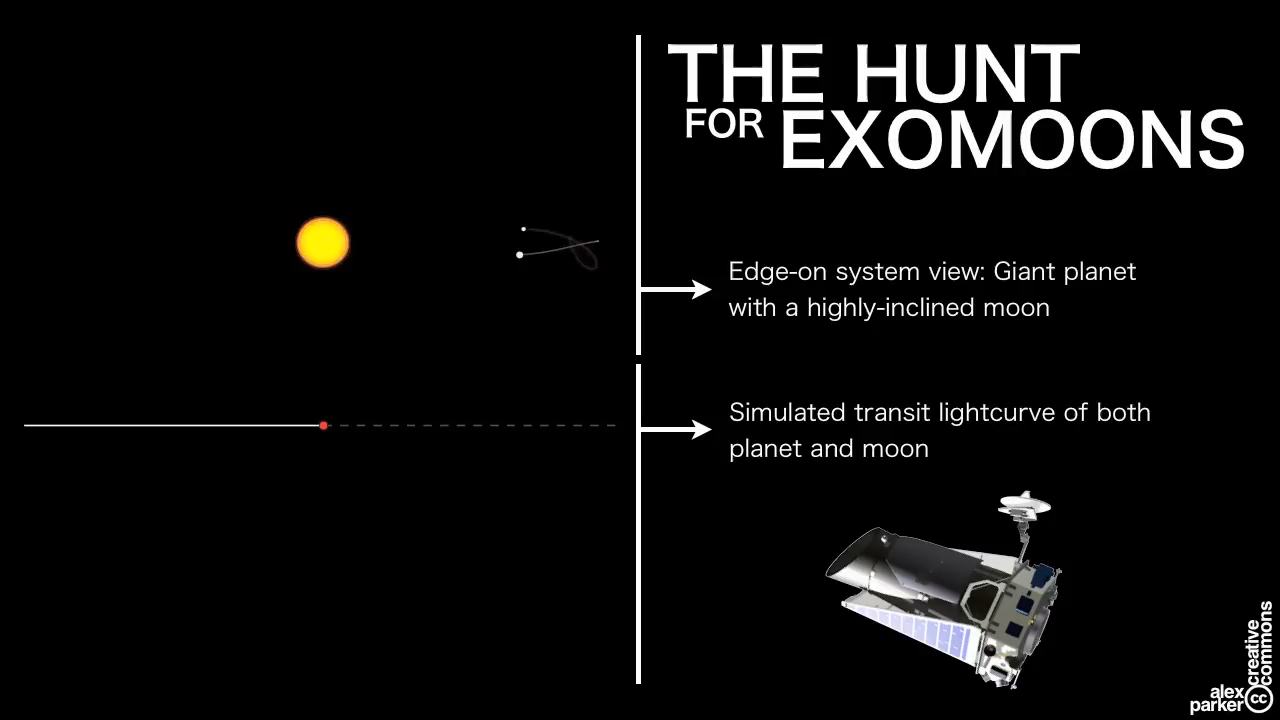 THE HUNT
FOR EXOMOONS
Edge-on system view: Giant planet
with a highly-inclined moon
Simulated transit lightcurve of both
planet and moon
alex
parker
cc
creative
commons